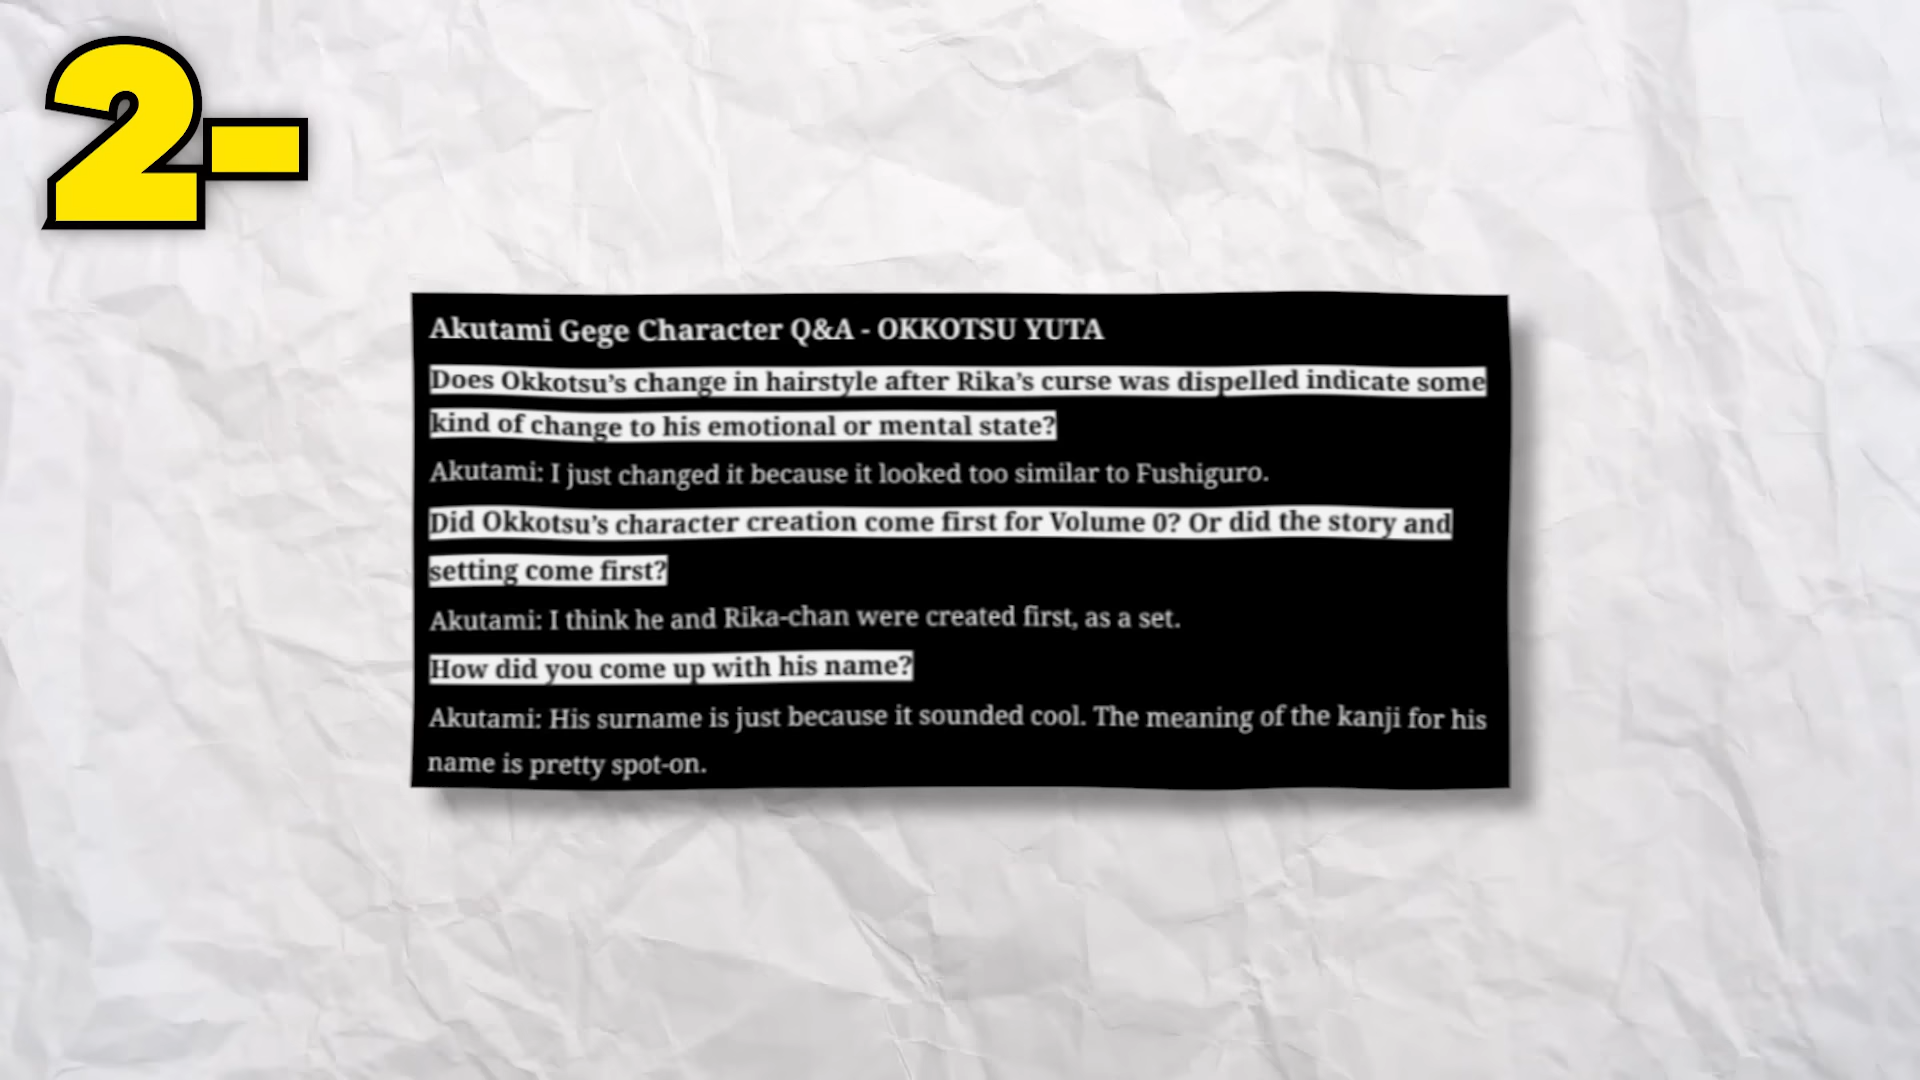 2-
Akutami Gege Character Q&A - OKKOTSU YUTA
Does Okkotsu’s change in hairstyle after Rika’s curse was dispelled indicate some
kind of change to his emotional or mental state?
Akutami: I just changed it because it looked too similar to Fushiguro.
Did Okkotsu’s character creation come first for Volume 0? Or did the story and
setting come first?
Akutami: I think he and Rika-chan were created first, as a set.
How did you come up with his name?
Akutami: His surname is just because it sounded cool. The meaning of the kanji for his
name is pretty spot-on.